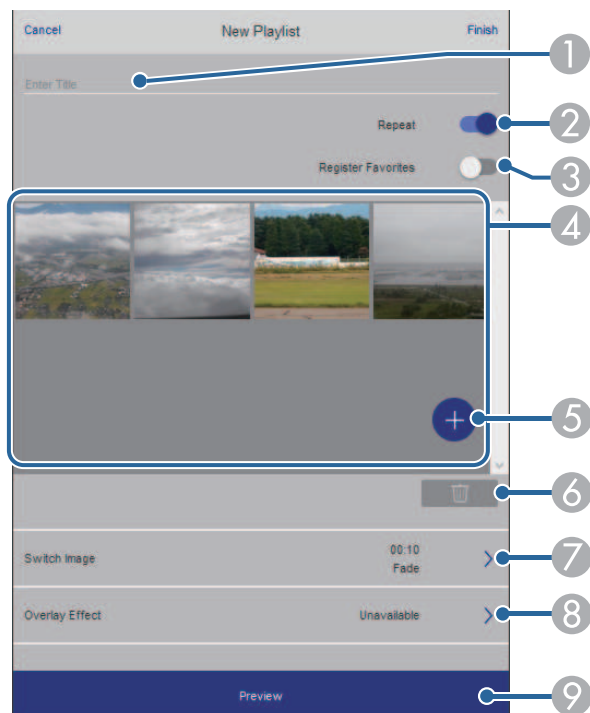 Cancel New Playlist Finish
1
Enter Title
Repeat 2
Register Favorites 3
4
+ 5
6
Switch Image 00:10 7
Fade
Overlay Effect Unavailable 8
Preview 9